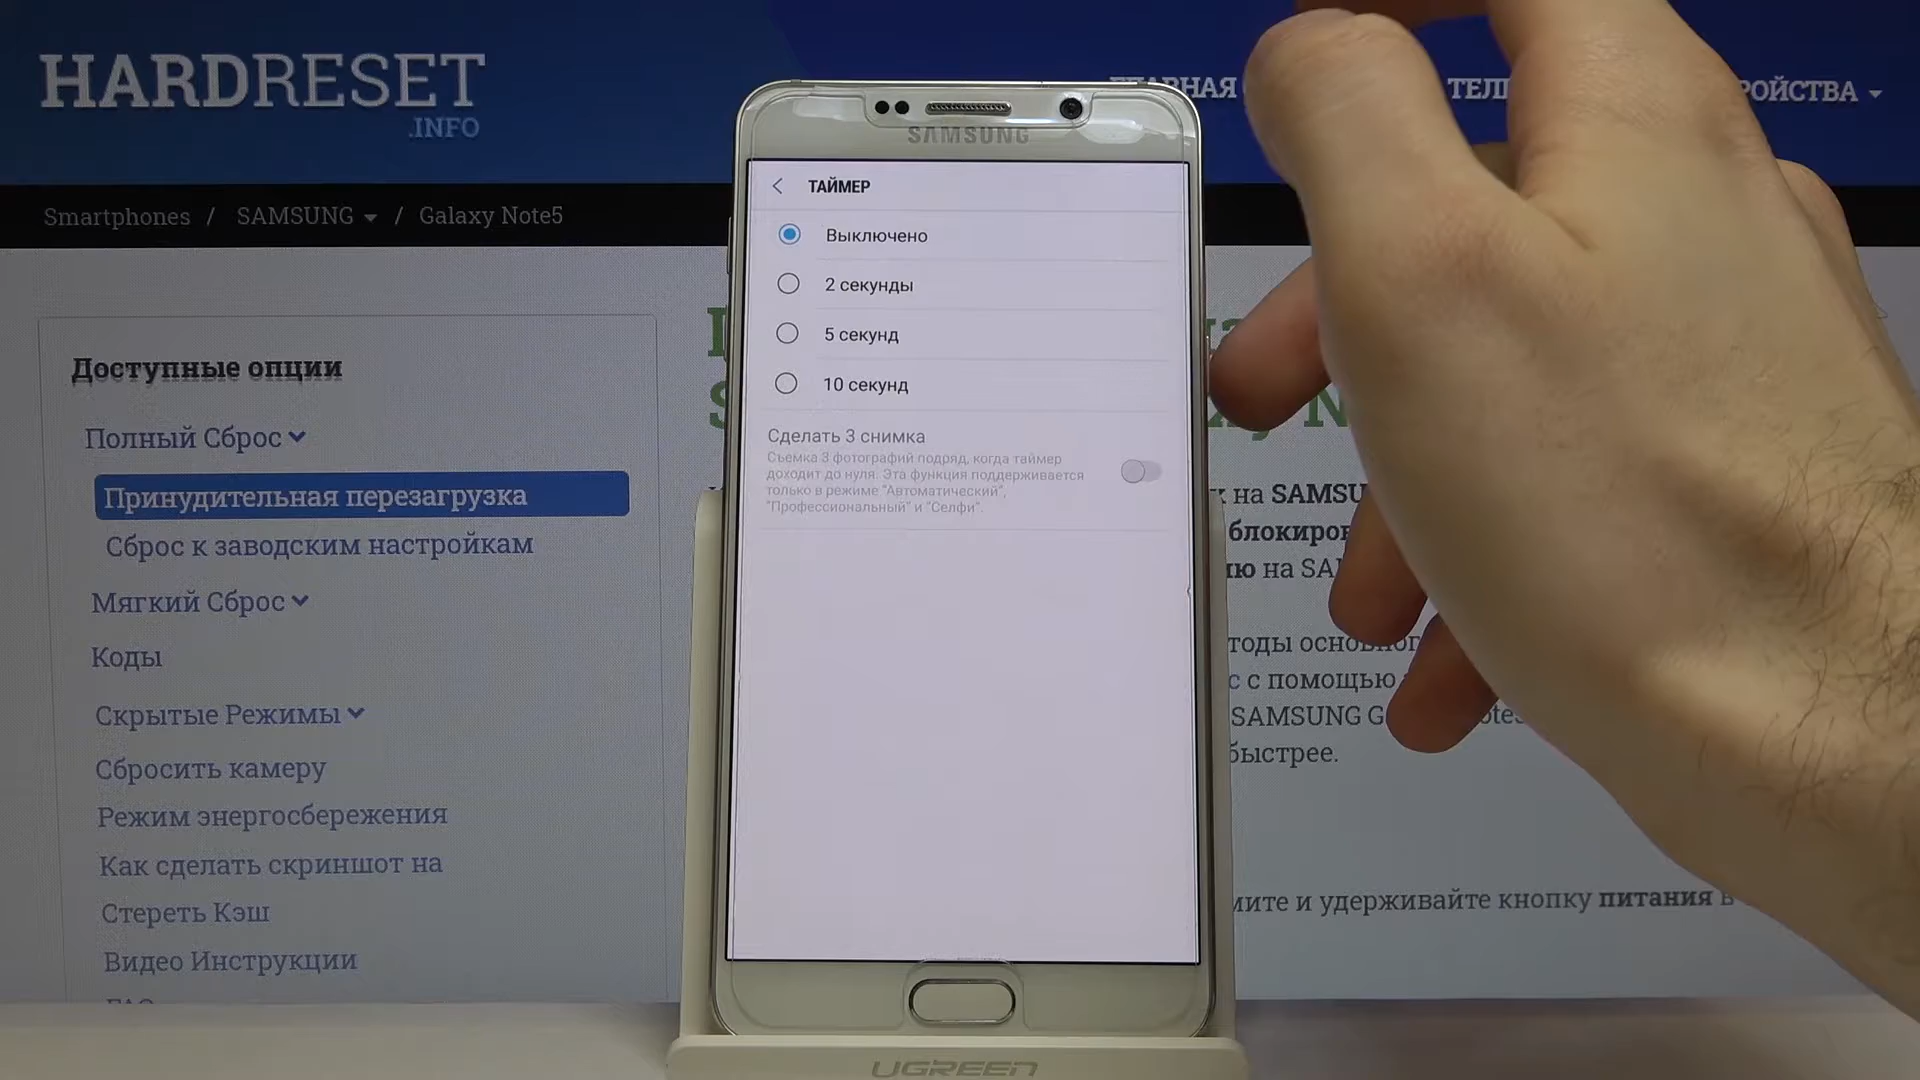 HARDRESET
.INFO
Smartphones / SAMSUNG / Galaxy Note5
Доступные опции
Полный Сброс
Принудительная перезагрузка
Сброс к заводским настройкам
Мягкий Сброс
Коды
Скрытые Режимы
Сбросить камеру
Режим энергосбережения
Как сделать скриншот на
Стереть Кэш
Видео Инструкции
SAMSUNG
ТАЙМЕР
Выключено
2 секунды
5 секунд
10 секунд
Сделать 3 снимка
Съемка 3 фотографий подряд, когда таймер
доходит до нуля. Эта функция поддерживается
только в режиме "Автоматический",
"Профессиональный" и "Селфи".
UGREEN
на SAMSU
блокиро
на SA
тоды основног
с помощью
SAMSUNG G
быстрее.
мите и удерживайте кнопку питания в